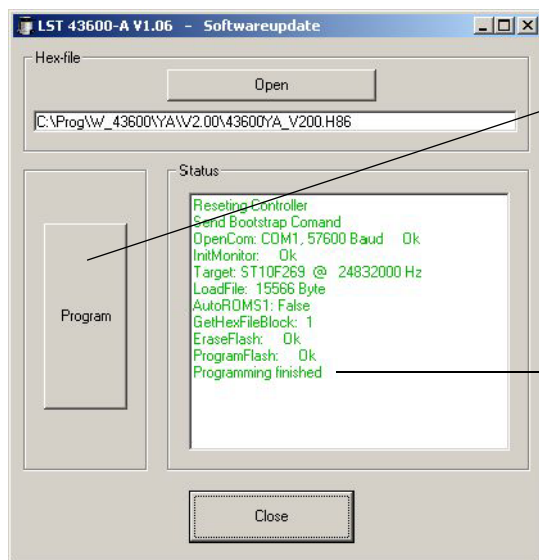 LST 43600-A V1.06 - Softwareupdate
Hex-file
Open
C:\Prog\W_43600\YA\V2.00\43600YA_V200.H86
Status
Reseting Controller
Send Bootstrap Comand
OpenCom: COM1, 57600 Baud Ok
InitMonitor: Ok
Target: ST10F269 @ 24832000 Hz
LoadFile: 15566 Byte
AutoROMS1: False
GetHexFileBlock: 1
EraseFlash: Ok
ProgramFlash: Ok
Programming finished
Program
Close